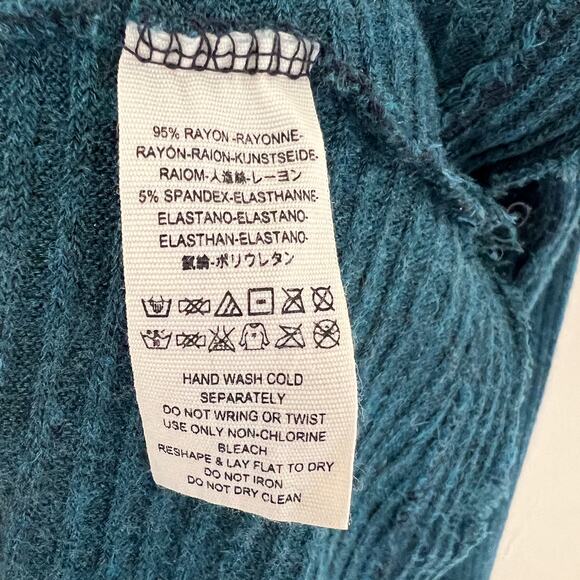 95% RAYON-RAYONNE-
RAYÓN-RAION-KUNSTSEIDE-
RAIOM-人造絲-レーヨン
5% SPANDEX-ELASTHANNE-
ELASTANO-ELASTANO-
ELASTHAN-ELASTANO-
氨綸-ポリウレタン
HAND WASH COLD
SEPARATELY
DO NOT WRING OR TWIST
USE ONLY NON-CHLORINE
BLEACH
RESHAPE & LAY FLAT TO DRY
DO NOT IRON
DO NOT DRY CLEAN